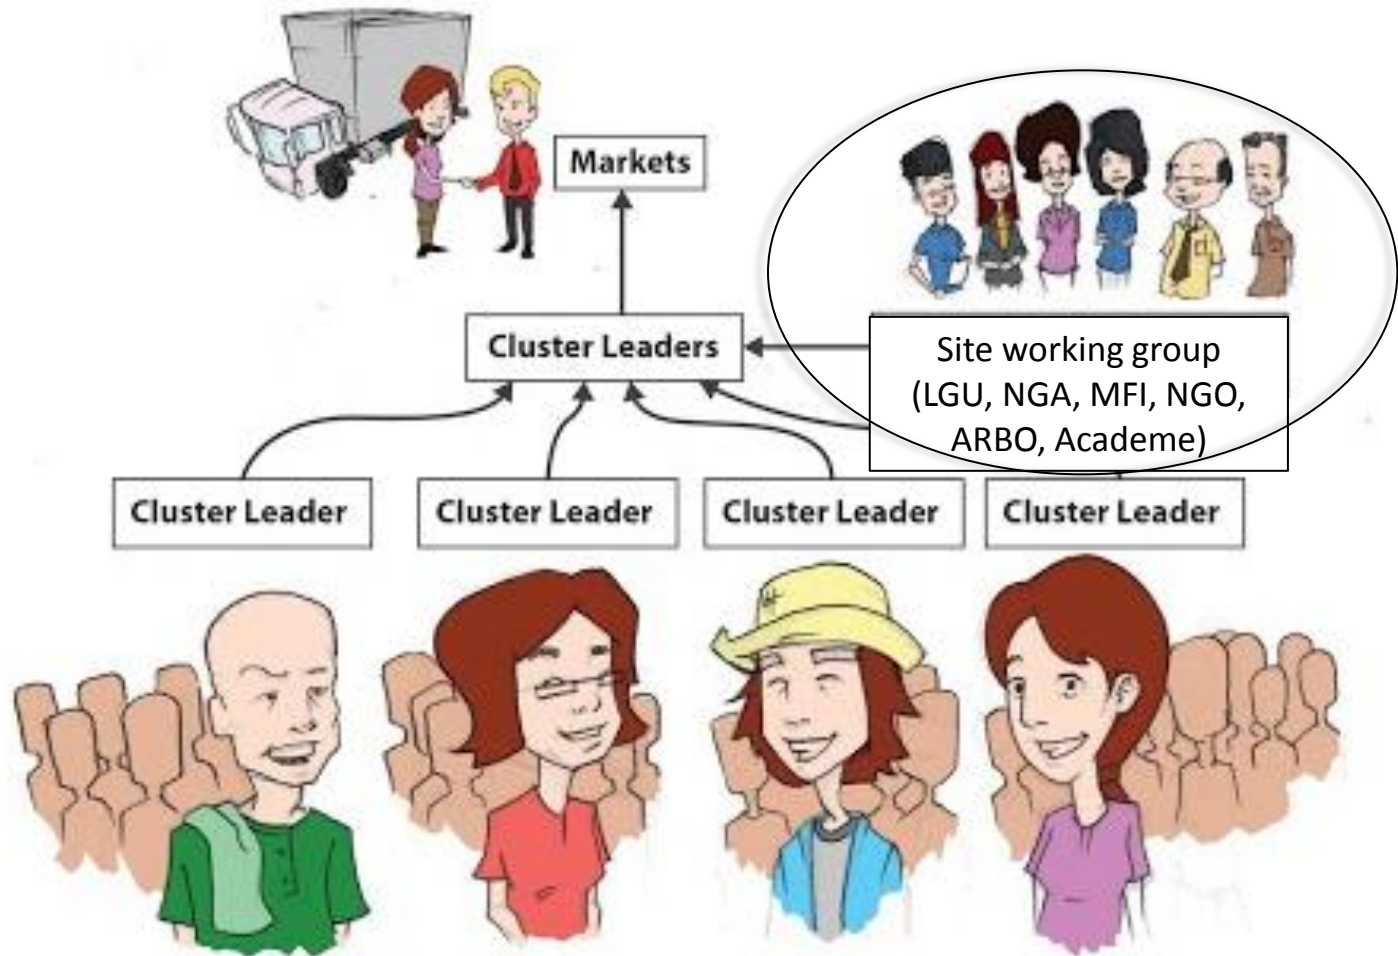 Markets
Cluster Leaders
Site working group
(LGU, NGA, MFI, NGO,
ARBO, Academe)
Cluster Leader
Cluster Leader
Cluster Leader
Cluster Leader